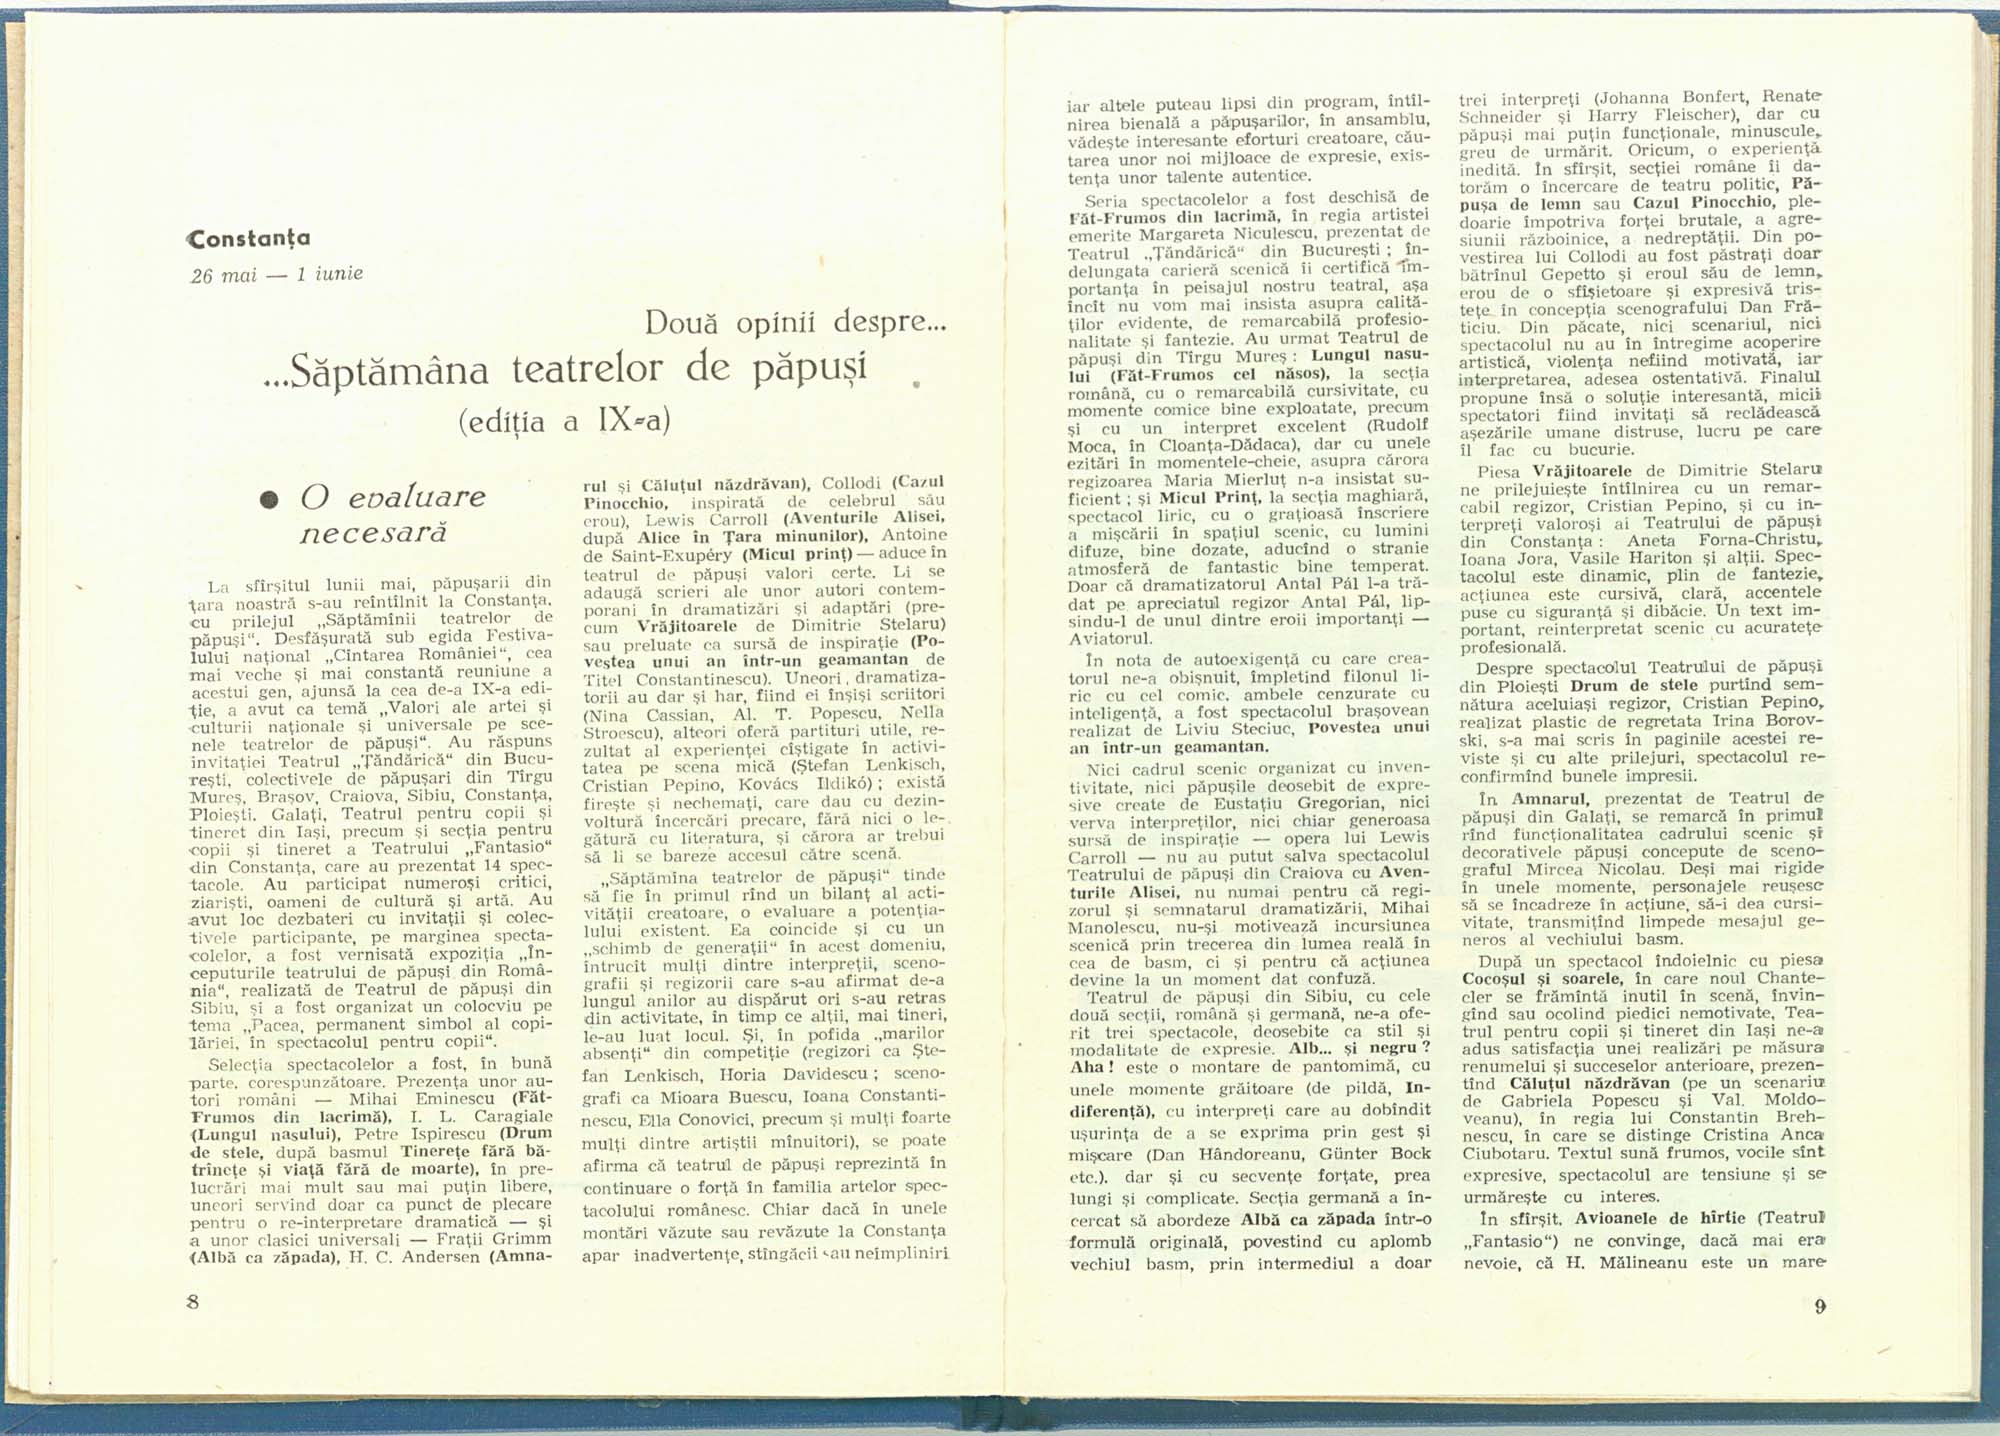 Constanța
26 mai — 1 iunie
Două opinii despre...
...Săptămâna teatrelor de păpuși
(ediția a IX-a)
● O evaluare
necesară
La sfîrșitul lunii mai, păpușarii din
țara noastră s-au reîntîlnit la Constanța,
cu prilejul „Săptămînii teatrelor de
păpuși“. Desfășurată sub egida Festiva-
lului național „Cîntarea României“, cea
mai veche și mai constantă reuniune a
acestui gen, ajunsă la cea de-a IX-a edi-
ție, a avut ca temă „Valori ale artei și
culturii naționale și universale pe sce-
nele teatrelor de păpuși“. Au răspuns
invitației Teatrul „Țăndărică“ din Bucu-
rești, colectivele de păpușari din Tîrgu
Mureș, Brașov, Craiova, Sibiu, Constanța,
Ploiești, Galați, Teatrul pentru copii și
tineret din Iași, precum și secția pentru
copii și tineret a Teatrului „Fantasio“
din Constanța, care au prezentat 14 spec-
tacole. Au participat numeroși critici,
ziariști, oameni de cultură și artă. Au
avut loc dezbateri cu invitații și colec-
tivele participante, pe marginea specta-
colelor, a fost vernisată expoziția „În-
ceputurile teatrului de păpuși din Româ-
nia“, realizată de Teatrul de păpuși din
Sibiu, și a fost organizat un colocviu pe
tema „Pacea, permanent simbol al copi-
lăriei, în spectacolul pentru copii“.
Selecția spectacolelor a fost, în bună
parte, corespunzătoare. Prezența unor au-
tori români — Mihai Eminescu (Făt-
Frumos din lacrimă), I. L. Caragiale
(Lungul nasului), Petre Ispirescu (Drum
de stele, după basmul Tinerețe fără bă-
trînețe și viață fără de moarte), în pre-
lucrări mai mult sau mai puțin libere,
uneori servind doar ca punct de plecare
pentru o re-interpretare dramatică — și
a unor clasici universali — Frații Grimm
(Albă ca zăpada), H. C. Andersen (Amna-
rul și Căluțul năzdrăvan), Collodi (Cazul
Pinocchio, inspirată de celebrul său
erou), Lewis Carroll (Aventurile Alisei,
după Alice în Țara minunilor), Antoine
de Saint-Exupéry (Micul prinț) — aduce în
teatrul de păpuși valori certe. Li se
adaugă scrieri ale unor autori contem-
porani în dramatizări și adaptări (pre-
cum Vrăjitoarele de Dimitrie Stelaru)
sau preluate ca sursă de inspirație (Po-
vestea unui an într-un geamantan de
Titel Constantinescu). Uneori, dramatiza-
torii au dar și har, fiind ei înșiși scriitori
(Nina Cassian, Al. T. Popescu, Nella
Stroescu), alteori oferă partituri utile, re-
zultat al experienței cîștigate în activi-
tatea pe scena mică (Ștefan Lenkisch,
Cristian Pepino, Kovács Ildikó) ; există
firește și nechemați, care dau cu dezin-
voltură încercări precare, fără nici o le-
gătură cu literatura, și cărora ar trebui
să li se bareze accesul către scenă.
„Săptămîna teatrelor de păpuși“ tinde
să fie în primul rînd un bilanț al acti-
vității creatoare, o evaluare a potenția-
lului existent. Ea coincide și cu un
„schimb de generații“ în acest domeniu,
întrucît mulți dintre interpreții, sceno-
grafii și regizorii care s-au afirmat de-a
lungul anilor au dispărut ori s-au retras
din activitate, în timp ce alții, mai tineri,
le-au luat locul. Și, în pofida „marilor
absenți“ din competiție (regizori ca Ște-
fan Lenkisch, Horia Davidescu ; sceno-
grafi ca Mioara Buescu, Ioana Constanti-
nescu, Ella Conovici, precum și mulți foarte
mulți dintre artiștii mînuitori), se poate
afirma că teatrul de păpuși reprezintă în
continuare o forță în familia artelor spec-
tacolului românesc. Chiar dacă în unele
montări văzute sau revăzute la Constanța
apar inadvertențe, stîngăcii sau neîmpliniri
8
iar altele puteau lipsi din program, întîl-
nirea bienală a păpușarilor, în ansamblu,
vădește interesante eforturi creatoare, cău-
tarea unor noi mijloace de expresie, exis-
tența unor talente autentice.
Seria spectacolelor a fost deschisă de
Făt-Frumos din lacrimă, în regia artistei
emerite Margareta Niculescu, prezentat de
Teatrul „Țăndărică“ din București ; în-
delungata carieră scenică îi certifică im-
portanța în peisajul nostru teatral, așa
încît nu vom mai insista asupra calită-
ților evidente, de remarcabilă profesio-
nalitate și fantezie. Au urmat Teatrul de
păpuși din Tîrgu Mureș : Lungul nasu-
lui (Făt-Frumos cel năsos), la secția
română, cu o remarcabilă cursivitate, cu
momente comice bine exploatate, precum
și cu un interpret excelent (Rudolf
Moca, în Cloanța-Dădaca), dar cu unele
ezitări în momentele-cheie, asupra cărora
regizoarea Maria Mierluț n-a insistat su-
ficient ; și Micul Prinț, la secția maghiară,
spectacol liric, cu o grațioasă înscriere
a mișcării în spațiul scenic, cu lumini
difuze, bine dozate, aducînd o stranie
atmosferă de fantastic bine temperat.
Doar că dramatizatorul Antal Pál l-a tră-
dat pe apreciatul regizor Antal Pál, lip-
sindu-l de unul dintre eroii importanți —
Aviatorul.
În nota de autoexigență cu care crea-
torul ne-a obișnuit, împletind filonul li-
ric cu cel comic, ambele cenzurate cu
inteligență, a fost spectacolul brașovean
realizat de Liviu Steciuc, Povestea unui
an într-un geamantan.
Nici cadrul scenic organizat cu inven-
tivitate, nici păpușile deosebit de expre-
sive create de Eustațiu Gregorian, nici
verva interpreților, nici chiar generoasa
sursă de inspirație — opera lui Lewis
Carroll — nu au putut salva spectacolul
Teatrului de păpuși din Craiova cu Aven-
turile Alisei, nu numai pentru că regi-
zorul și semnatarul dramatizării, Mihai
Manolescu, nu-și motivează incursiunea
scenică prin trecerea din lumea reală în
cea de basm, ci și pentru că acțiunea
devine la un moment dat confuză.
Teatrul de păpuși din Sibiu, cu cele
două secții, română și germană, ne-a ofe-
rit trei spectacole, deosebite ca stil și
modalitate de expresie. Alb... și negru ?
Aha ! este o montare de pantomimă, cu
unele momente grăitoare (de pildă, In-
diferență), cu interpreți care au dobîndit
ușurința de a se exprima prin gest și
mișcare (Dan Hândoreanu, Günter Bock
etc.), dar și cu secvențe forțate, prea
lungi și complicate. Secția germană a în-
cercat să abordeze Albă ca zăpada într-o
formulă originală, povestind cu aplomb
vechiul basm, prin intermediul a doar
trei interpreți (Johanna Bonfert, Renate
Schneider și Harry Fleischer), dar cu
păpuși mai puțin funcționale, minuscule,
greu de urmărit. Oricum, o experiență
inedită. În sfîrșit, secției române îi da-
torăm o încercare de teatru politic, Pă-
pușa de lemn sau Cazul Pinocchio, ple-
doarie împotriva forței brutale, a agre-
siunii războinice, a nedreptății. Din po-
vestirea lui Collodi au fost păstrați doar
bătrînul Gepetto și eroul său de lemn,
erou de o sfîșietoare și expresivă tris-
tețe în concepția scenografului Dan Fră-
ticiu. Din păcate, nici scenariul, nici
spectacolul nu au în întregime acoperire
artistică, violența nefiind motivată, iar
interpretarea, adesea ostentativă. Finalul
propune însă o soluție interesantă, micii
spectatori fiind invitați să reclădească
așezările umane distruse, lucru pe care
îl fac cu bucurie.
Piesa Vrăjitoarele de Dimitrie Stelaru
ne prilejuiește întîlnirea cu un remar-
cabil regizor, Cristian Pepino, și cu in-
terpreți valoroși ai Teatrului de păpuși
din Constanța : Aneta Forna-Christu,
Ioana Jora, Vasile Hariton și alții. Spec-
tacolul este dinamic, plin de fantezie,
acțiunea este cursivă, clară, accentele
puse cu siguranță și dibăcie. Un text im-
portant, reinterpretat scenic cu acuratețe
profesională.
Despre spectacolul Teatrului de păpuși
din Ploiești Drum de stele purtînd sem-
nătura aceluiași regizor, Cristian Pepino,
realizat plastic de regretata Irina Borov-
ski, s-a mai scris în paginile acestei re-
viste și cu alte prilejuri, spectacolul re-
confirmînd bunele impresii.
În Amnarul, prezentat de Teatrul de
păpuși din Galați, se remarcă în primul
rînd funcționalitatea cadrului scenic și
decorativele păpuși concepute de sceno-
graful Mircea Nicolau. Deși mai rigide
în unele momente, personajele reușesc
să se încadreze în acțiune, să-i dea cursi-
vitate, transmițînd limpede mesajul ge-
neros al vechiului basm.
După un spectacol îndoielnic cu piesa
Cocoșul și soarele, în care noul Chante-
cler se frămîntă inutil în scenă, învin-
gînd sau ocolind piedici nemotivate, Tea-
trul pentru copii și tineret din Iași ne-a
adus satisfacția unei realizări pe măsura
renumelui și succeselor anterioare, prezen-
tînd Căluțul năzdrăvan (pe un scenariu
de Gabriela Popescu și Val. Moldo-
veanu), în regia lui Constantin Breh-
nescu, în care se distinge Cristina Anca
Ciubotaru. Textul sună frumos, vocile sînt
expresive, spectacolul are tensiune și se
urmărește cu interes.
În sfîrșit, Avioanele de hîrtie (Teatrul
„Fantasio“) ne convinge, dacă mai era
nevoie, că H. Mălineanu este un mare
9